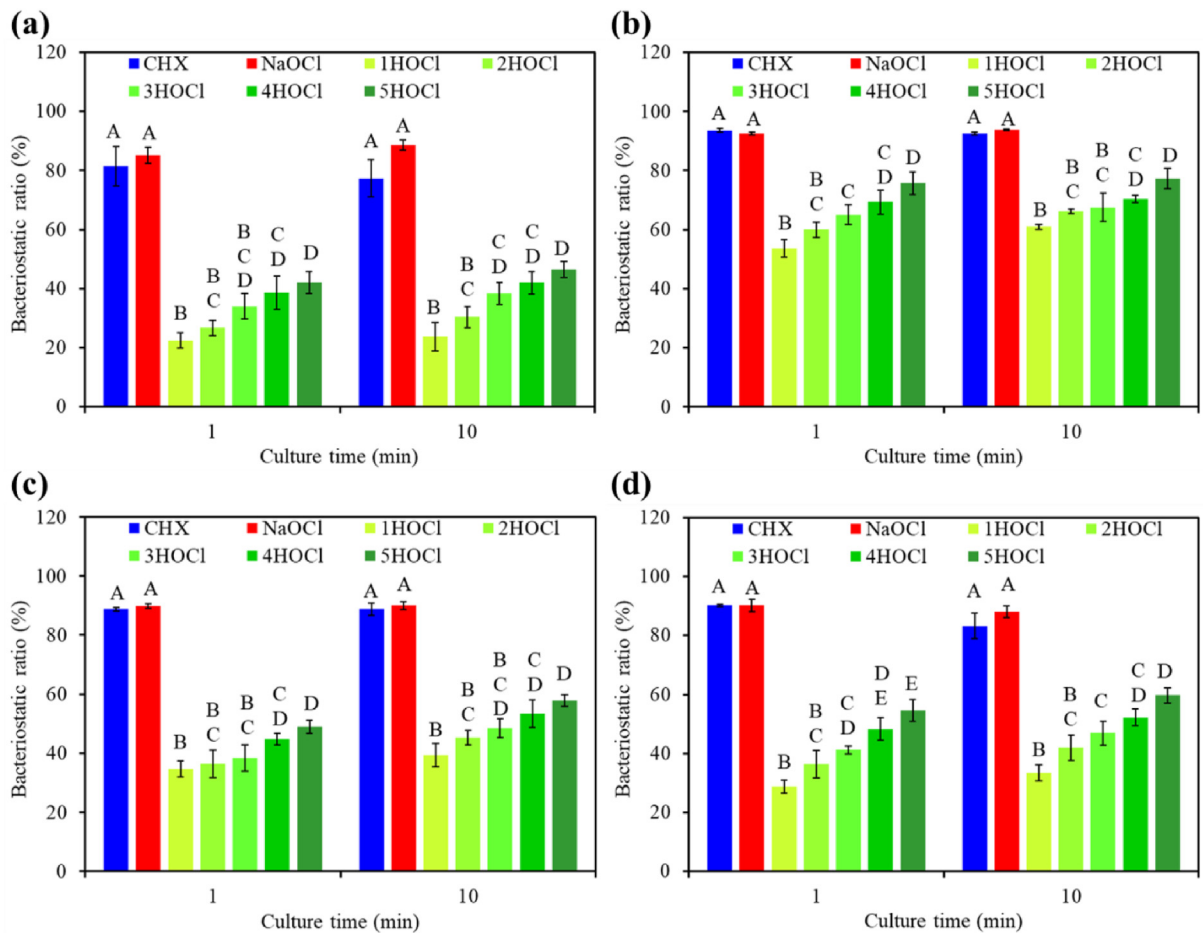 (a)
120
100
80
60
40
20
0
Bacteriostatic ratio (%)
CHX NaOCl 1HOCl 2HOCl
3HOCl 4HOCl 5HOCl
A A B B C B C D C D D
A A B B C C D C D D
1 10
Culture time (min)
(b)
120
100
80
60
40
20
0
Bacteriostatic ratio (%)
CHX NaOCl 1HOCl 2HOCl
3HOCl 4HOCl 5HOCl
A A B B C C C D D
A A B B C B C C D D
1 10
Culture time (min)
(c)
120
100
80
60
40
20
0
Bacteriostatic ratio (%)
CHX NaOCl 1HOCl 2HOCl
3HOCl 4HOCl 5HOCl
A A B B C B C C D D
A A B B C B C D C D D
1 10
Culture time (min)
(d)
120
100
80
60
40
20
0
Bacteriostatic ratio (%)
CHX NaOCl 1HOCl 2HOCl
3HOCl 4HOCl 5HOCl
A A B B C C D D E E
A A B B C C C D D
1 10
Culture time (min)